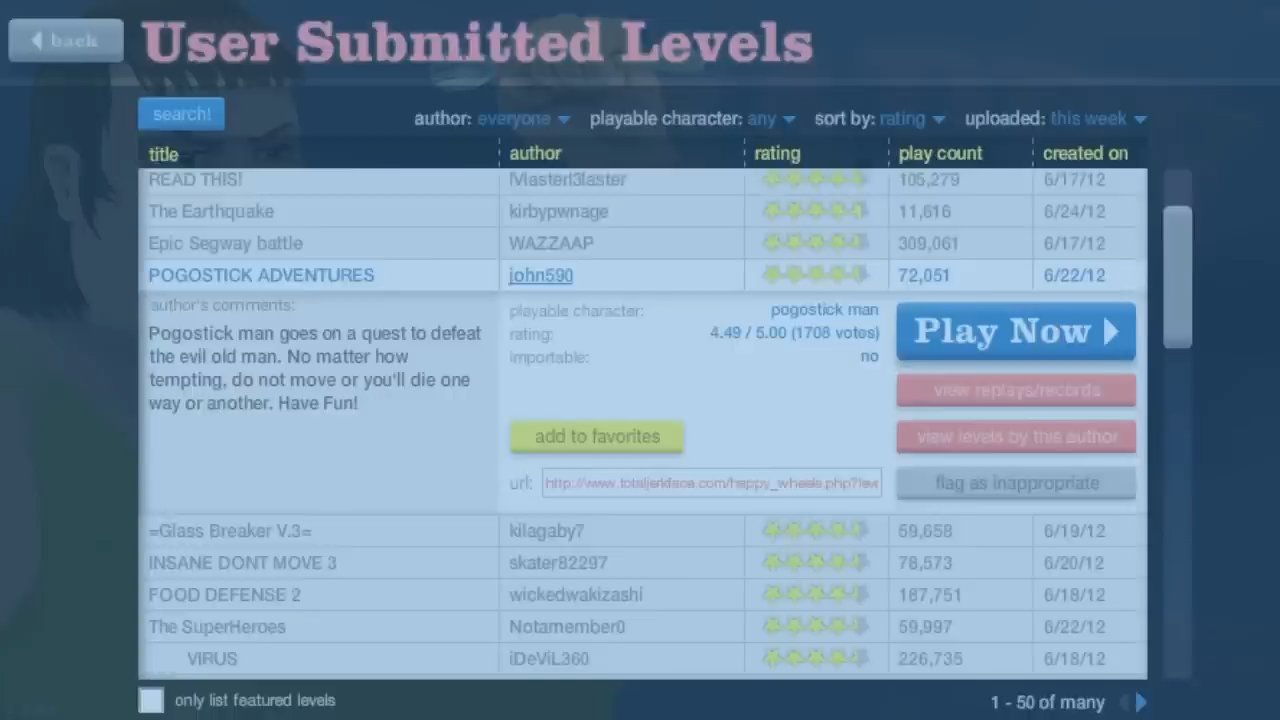 back
User Submitted Levels
search!
author: everyone playable character: any sort by: rating uploaded: this week
title author rating play count created on
READ THIS! MasterBlaster 105,279 6/17/12
The Earthquake kirbypwnage 11,616 6/24/12
Epic Segway battle WAZZAAP 309,061 6/17/12
POGOSTICK ADVENTURES john590 72,051 6/22/12
author's comments:
Pogostick man goes on a quest to defeat
the evil old man. No matter how
tempting, do not move or you'll die one
way or another. Have Fun!
playable character: pogostick man
rating: 4.49 / 5.00 (1708 votes)
importable: no
add to favorites
url: http://www.totaljerkface.com/happy_wheels.php?leve
Play Now
view replays/records
view levels by this author
flag as inappropriate
=Glass Breaker V.3= kilagaby7 59,658 6/19/12
INSANE DONT MOVE 3 skater82297 78,573 6/20/12
FOOD DEFENSE 2 wickedwakizashi 187,751 6/18/12
The SuperHeroes Notamember0 59,997 6/22/12
VIRUS iDeViL360 226,735 6/18/12
only list featured levels
1 - 50 of many